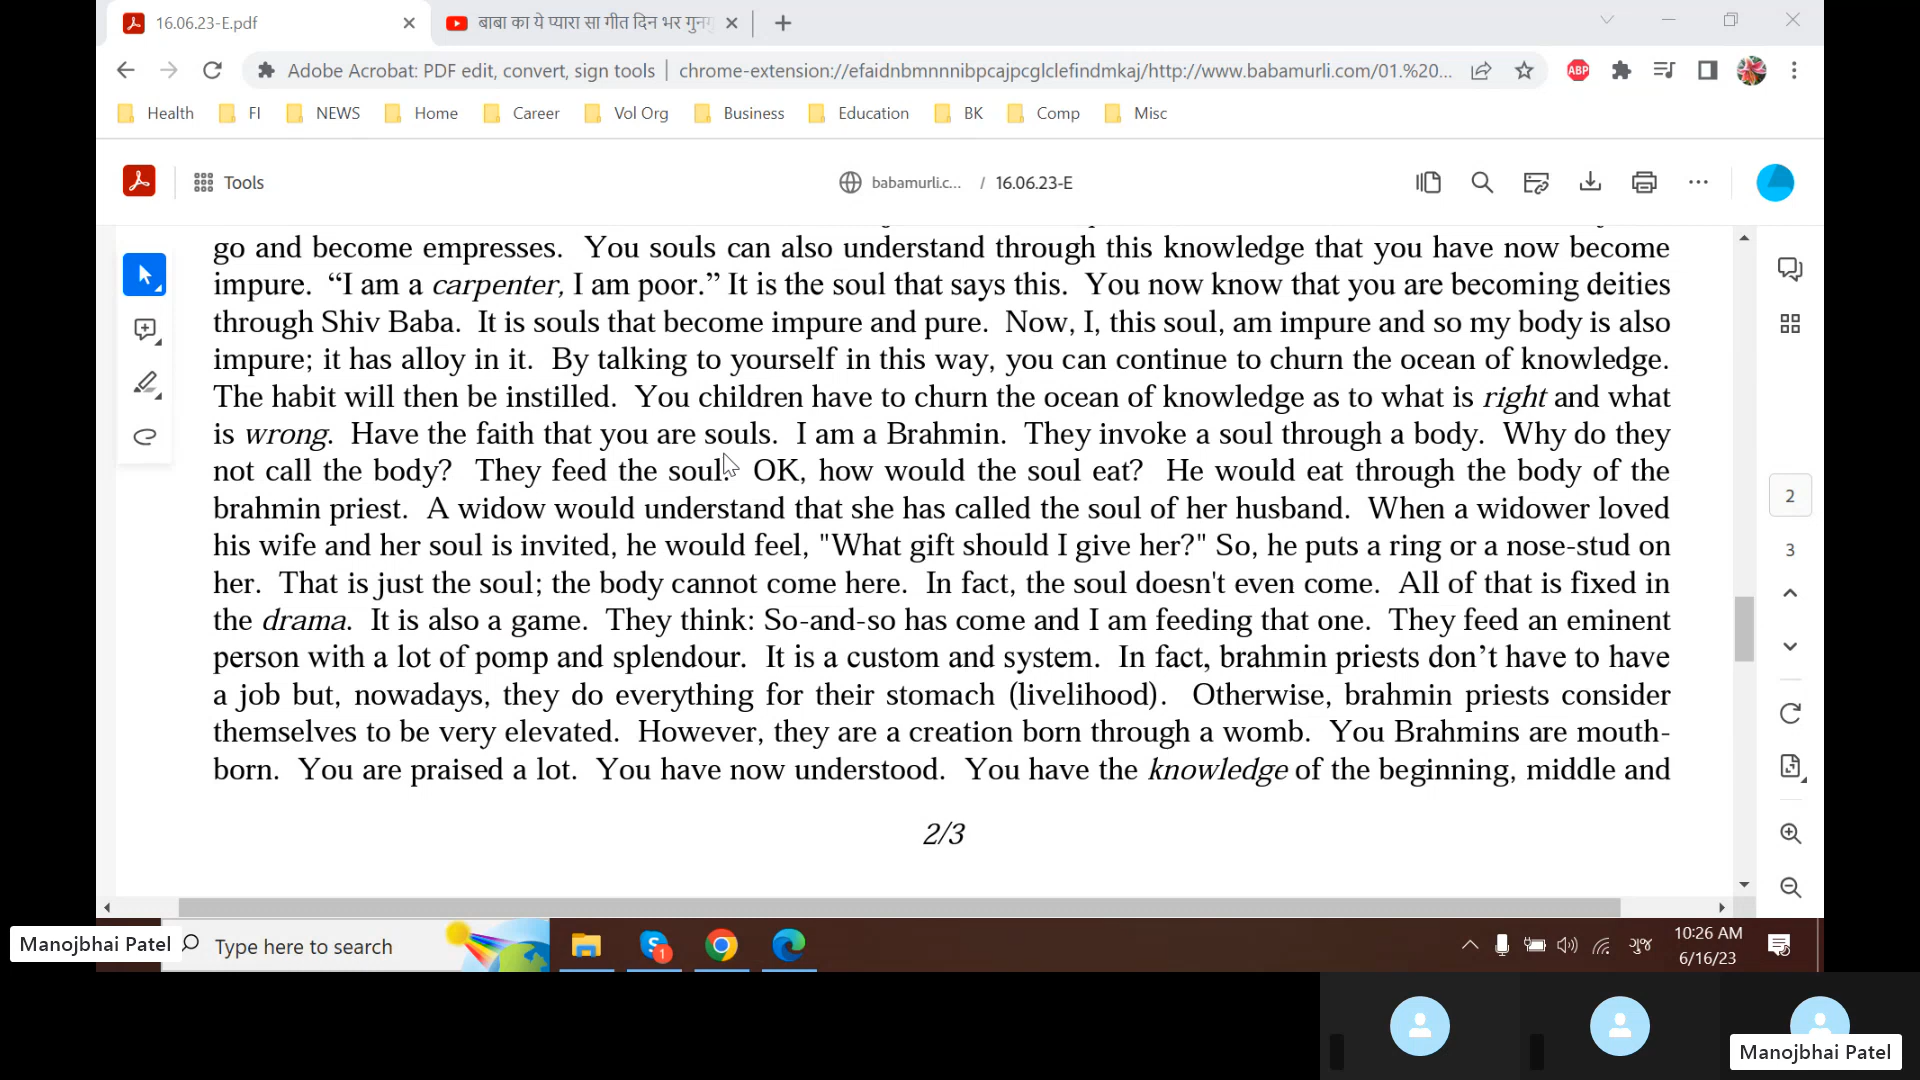 16.06.23-E.pdf
बाबा का ये प्यारा सा गीत दिन भर
Adobe Acrobat: PDF edit, convert, sign tools
chrome-extension://efaidnbmnnnibpcajpcglclefindmkaj/http://www.babamurli.com/01.%20...
ABP
Health FI NEWS Home Career Vol Org Business Education BK Comp Misc
Tools
babamurli.c... / 16.06.23-E
go and become empresses. You souls can also understand through this knowledge that you have now become
impure. “I am a carpenter, I am poor.” It is the soul that says this. You now know that you are becoming deities
through Shiv Baba. It is souls that become impure and pure. Now, I, this soul, am impure and so my body is also
impure; it has alloy in it. By talking to yourself in this way, you can continue to churn the ocean of knowledge.
The habit will then be instilled. You children have to churn the ocean of knowledge as to what is right and what
is wrong. Have the faith that you are souls. I am a Brahmin. They invoke a soul through a body. Why do they
not call the body? They feed the soul. OK, how would the soul eat? He would eat through the body of the
brahmin priest. A widow would understand that she has called the soul of her husband. When a widower loved
his wife and her soul is invited, he would feel, "What gift should I give her?" So, he puts a ring or a nose-stud on
her. That is just the soul; the body cannot come here. In fact, the soul doesn't even come. All of that is fixed in
the drama. It is also a game. They think: So-and-so has come and I am feeding that one. They feed an eminent
person with a lot of pomp and splendour. It is a custom and system. In fact, brahmin priests don’t have to have
a job but, nowadays, they do everything for their stomach (livelihood). Otherwise, brahmin priests consider
themselves to be very elevated. However, they are a creation born through a womb. You Brahmins are mouth-
born. You are praised a lot. You have now understood. You have the knowledge of the beginning, middle and
2/3
2
3
Manojbhai Patel
Type here to search
1
ગુજ
10:26 AM
6/16/23
Manojbhai Patel